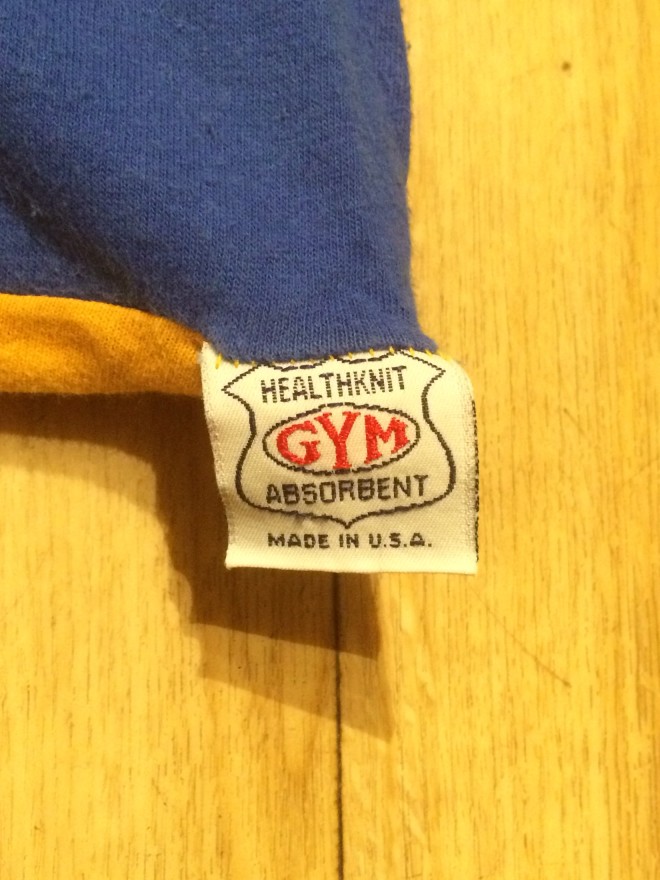 HEALTHKNIT
GYM
ABSORBENT
MADE IN U.S.A.